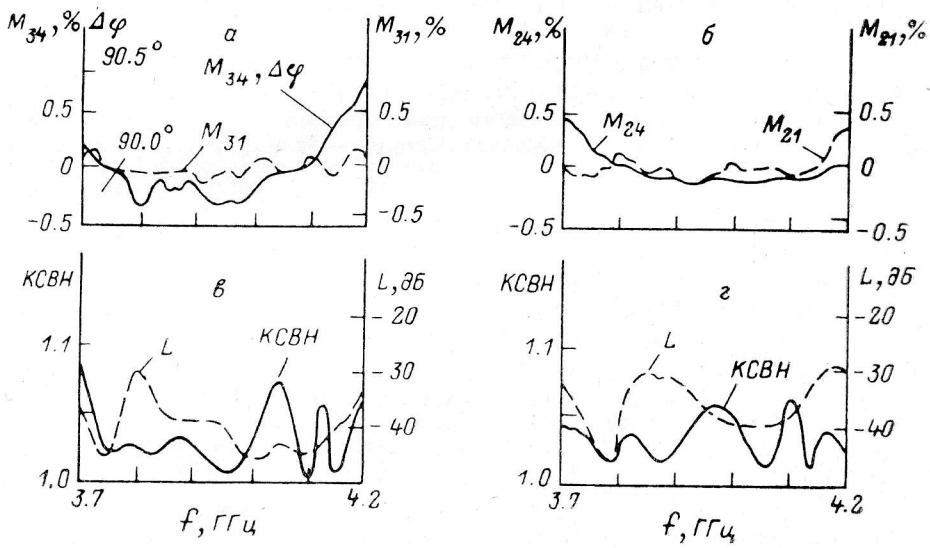 M34, % Δφ а M31, %
90.5°
M34, Δφ
0.5 0.5
90.0° M31
0 0
-0.5 -0.5
M24, % б M21, %
0.5 0.5
M24 M21
0 0
-0.5 -0.5
КСВН в L, дБ
-20
1.1 L КСВН
-30
-40
1.0
3.7 4.2
f, ГГц
КСВН г L, дБ
-20
1.1 L
-30
КСВН
-40
1.0
3.7 4.2
f, ГГц